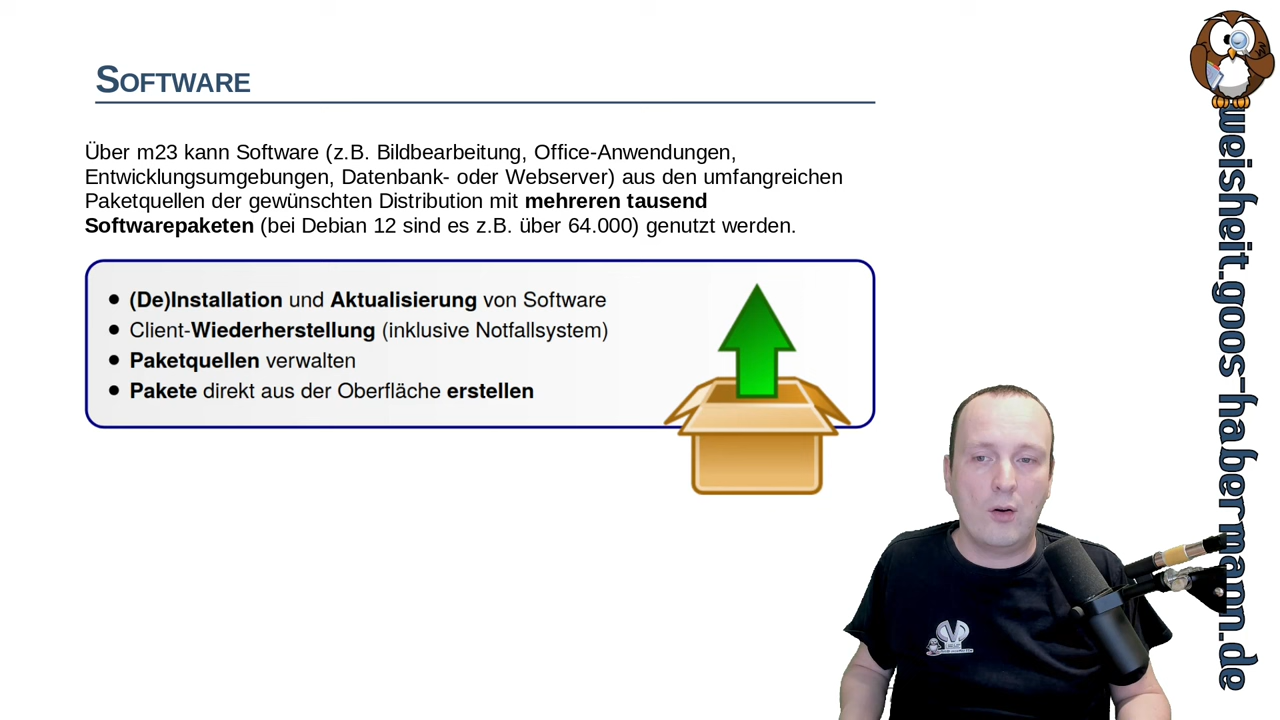 SOFTWARE
Über m23 kann Software (z.B. Bildbearbeitung, Office-Anwendungen,
Entwicklungsumgebungen, Datenbank- oder Webserver) aus den umfangreichen
Paketquellen der gewünschten Distribution mit mehreren tausend
Softwarepaketen (bei Debian 12 sind es z.B. über 64.000) genutzt werden.
● (De)Installation und Aktualisierung von Software
● Client-Wiederherstellung (inklusive Notfallsystem)
● Paketquellen verwalten
● Pakete direkt aus der Oberfläche erstellen
weisheit.goos-habermann.de